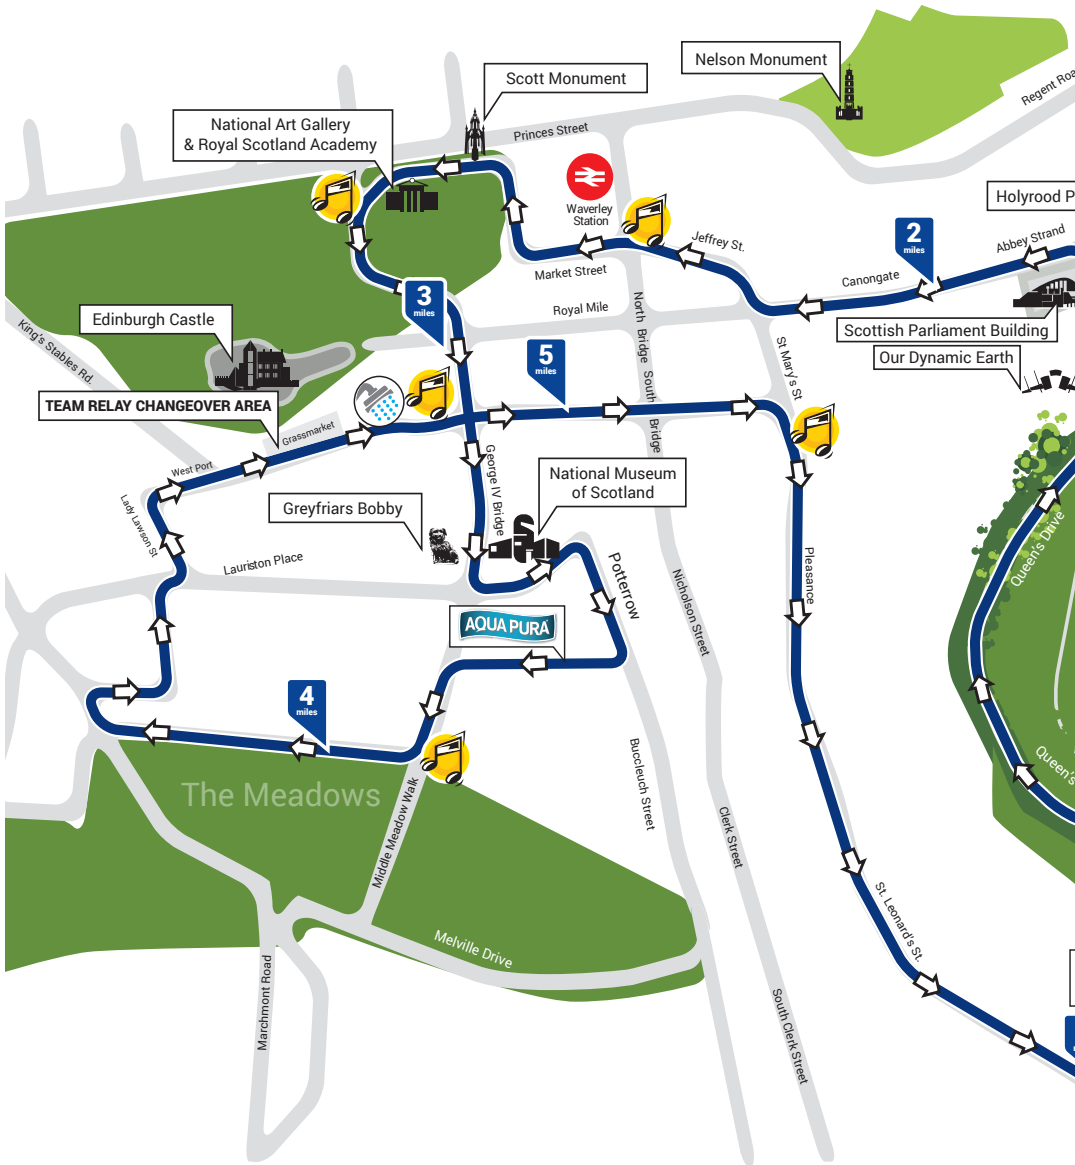 Nelson Monument
Scott Monument
Regent Roa
National Art Gallery
& Royal Scotland Academy
Princes Street
Waverley
Station
Holyrood P
2
miles
Jeffrey St.
Abbey Strand
Market Street
Canongate
3
miles
Royal Mile
North Bridge
South Bridge
Edinburgh Castle
Scottish Parliament Building
King's Stables Rd.
5
miles
St Mary's St
Our Dynamic Earth
TEAM RELAY CHANGEOVER AREA
Grassmarket
West Port
George IV Bridge
National Museum
of Scotland
Greyfriars Bobby
Lady Lawson St
Lauriston Place
Potterrow
Pleasance
Queen's Drive
Nicholson Street
AQUA PURA
4
miles
Buccleuch Street
Queen's
The Meadows
Middle Meadow Walk
Clerk Street
St. Leonard's St.
Melville Drive
Marchmont Road
South Clerk Street